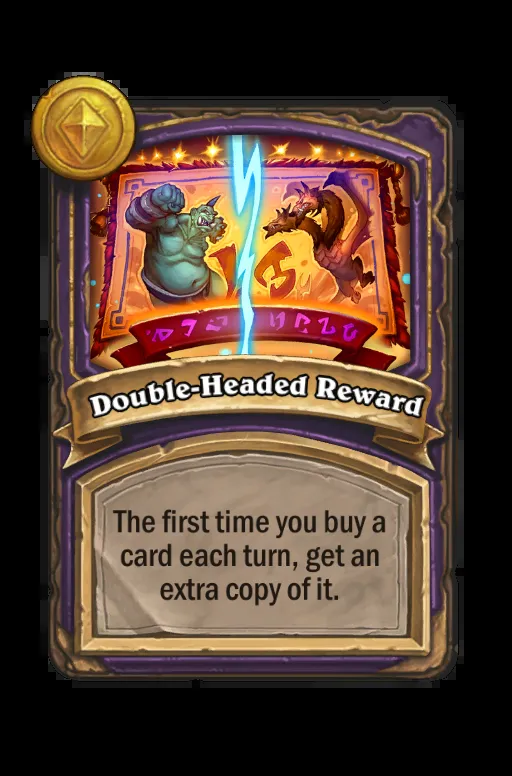 Double-Headed Reward
The first time you buy a
card each turn, get an
extra copy of it.